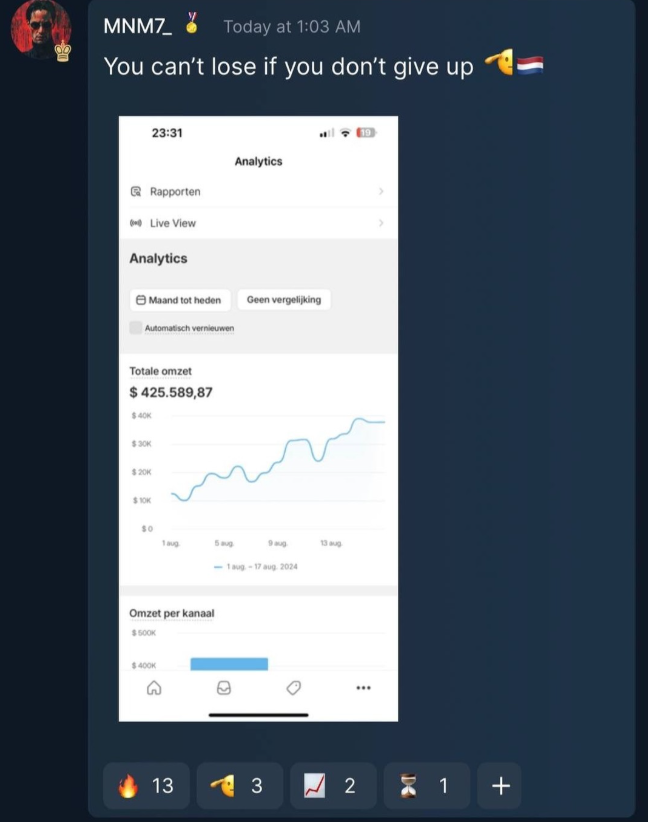 MNM7_ Today at 1:03 AM
You can't lose if you don't give up
23:31
19
Analytics
Rapporten
Live View
Analytics
Maand tot heden Geen vergelijking
Automatisch vernieuwen
Totale omzet
$ 425.589,87
$ 40K
$ 30K
$ 20K
$ 10K
$ 0
1 aug. 5 aug. 9 aug. 13 aug.
1 aug. – 17 aug. 2024
Omzet per kanaal
$ 500K
$ 400K
13 3 2 1 +